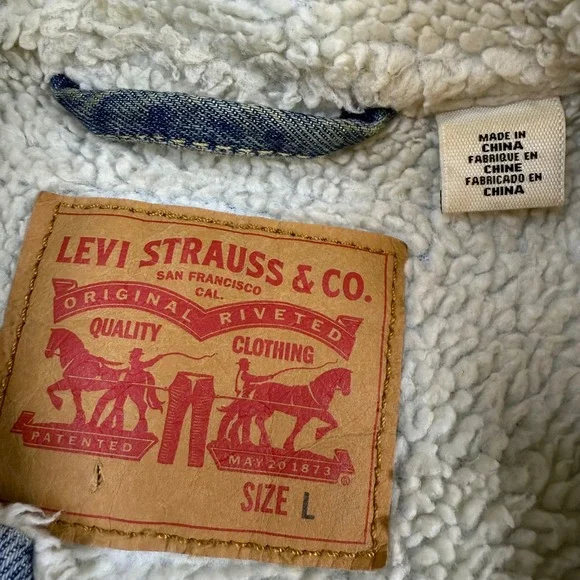 MADE IN
CHINA
FABRIQUE EN
CHINE
FABRICADO EN
CHINA
LEVI STRAUSS & CO.
SAN FRANCISCO
CAL.
ORIGINAL RIVETED
QUALITY CLOTHING
PATENTED MAY 20 1873 ®
SIZE L